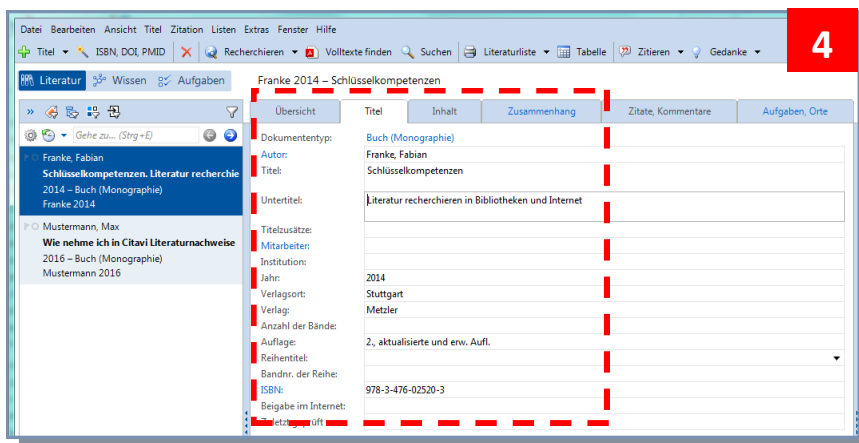 Datei Bearbeiten Ansicht Titel Zitation Listen Extras Fenster Hilfe
Titel ISBN, DOI, PMID Recherchieren Volltexte finden Suchen Literaturliste Tabelle Zitieren Gedanke
4
Literatur Wissen Aufgaben Franke 2014 – Schlüsselkompetenzen
Übersicht Titel Inhalt Zusammenhang Zitate, Kommentare Aufgaben, Orte
Gehe zu... (Strg+E)
Franke, Fabian
Schlüsselkompetenzen. Literatur recherchie
2014 – Buch (Monographie)
Franke 2014
Mustermann, Max
Wie nehme ich in Citavi Literaturnachweise
2016 – Buch (Monographie)
Mustermann 2016
Dokumententyp: Buch (Monographie)
Autor: Franke, Fabian
Titel: Schlüsselkompetenzen
Untertitel: Literatur recherchieren in Bibliotheken und Internet
Titelzusätze:
Mitarbeiter:
Institution:
Jahr: 2014
Verlagsort: Stuttgart
Verlag: Metzler
Anzahl der Bände:
Auflage: 2., aktualisierte und erw. Aufl.
Reihentitel:
Bandnr. der Reihe:
ISBN: 978-3-476-02520-3
Beigabe im Internet:
Zuletzt geprüft